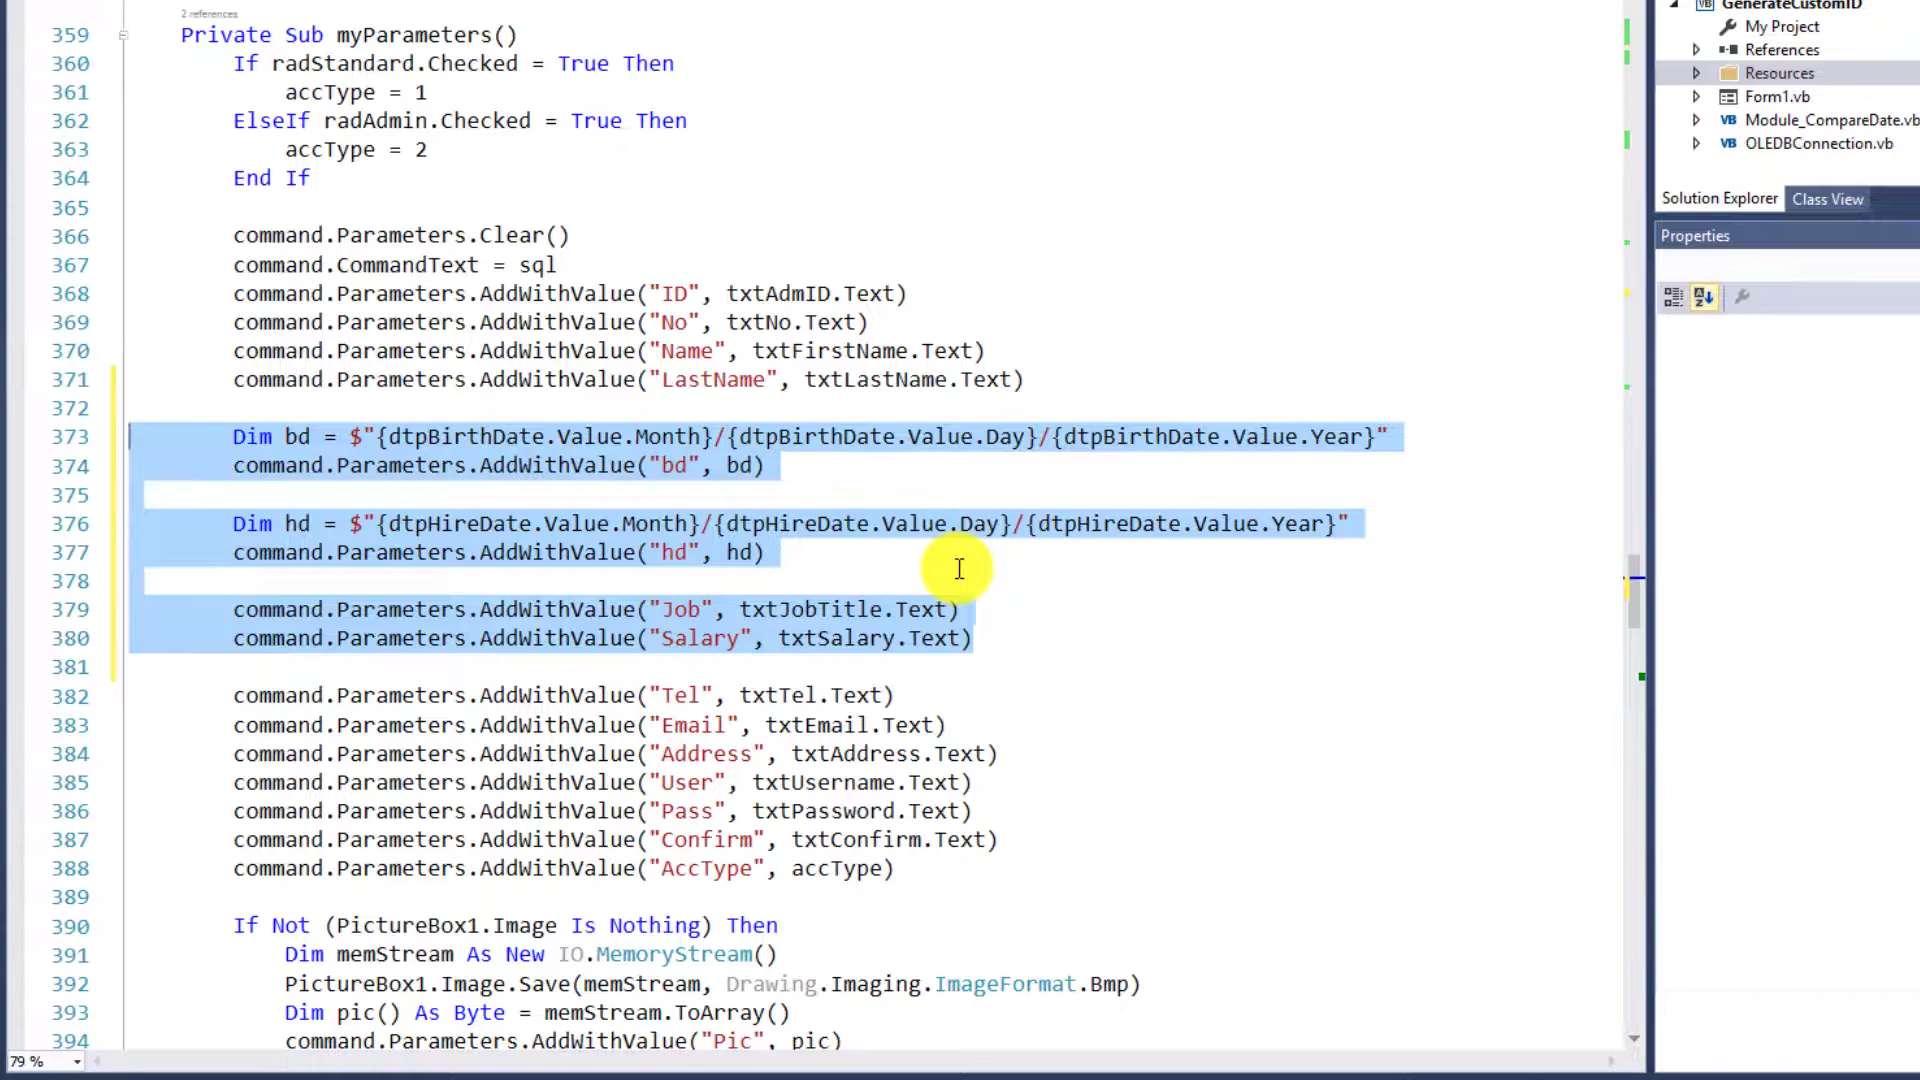 2 references
359 Private Sub myParameters()
360 If radStandard.Checked = True Then
361 accType = 1
362 ElseIf radAdmin.Checked = True Then
363 accType = 2
364 End If
365
366 command.Parameters.Clear()
367 command.CommandText = sql
368 command.Parameters.AddWithValue("ID", txtAdmID.Text)
369 command.Parameters.AddWithValue("No", txtNo.Text)
370 command.Parameters.AddWithValue("Name", txtFirstName.Text)
371 command.Parameters.AddWithValue("LastName", txtLastName.Text)
372
373 Dim bd = $"{dtpBirthDate.Value.Month}/{dtpBirthDate.Value.Day}/{dtpBirthDate.Value.Year}"
374 command.Parameters.AddWithValue("bd", bd)
375
376 Dim hd = $"{dtpHireDate.Value.Month}/{dtpHireDate.Value.Day}/{dtpHireDate.Value.Year}"
377 command.Parameters.AddWithValue("hd", hd)
378
379 command.Parameters.AddWithValue("Job", txtJobTitle.Text)
380 command.Parameters.AddWithValue("Salary", txtSalary.Text)
381
382 command.Parameters.AddWithValue("Tel", txtTel.Text)
383 command.Parameters.AddWithValue("Email", txtEmail.Text)
384 command.Parameters.AddWithValue("Address", txtAddress.Text)
385 command.Parameters.AddWithValue("User", txtUsername.Text)
386 command.Parameters.AddWithValue("Pass", txtPassword.Text)
387 command.Parameters.AddWithValue("Confirm", txtConfirm.Text)
388 command.Parameters.AddWithValue("AccType", accType)
389
390 If Not (PictureBox1.Image Is Nothing) Then
391 Dim memStream As New IO.MemoryStream()
392 PictureBox1.Image.Save(memStream, Drawing.Imaging.ImageFormat.Bmp)
393 Dim pic() As Byte = memStream.ToArray()
394 command.Parameters.AddWithValue("Pic", pic)
79 %
VB GenerateCustomID
My Project
References
Resources
Form1.vb
VB Module_CompareDate.vb
VB OLEDBConnection.vb
Solution Explorer Class View
Properties